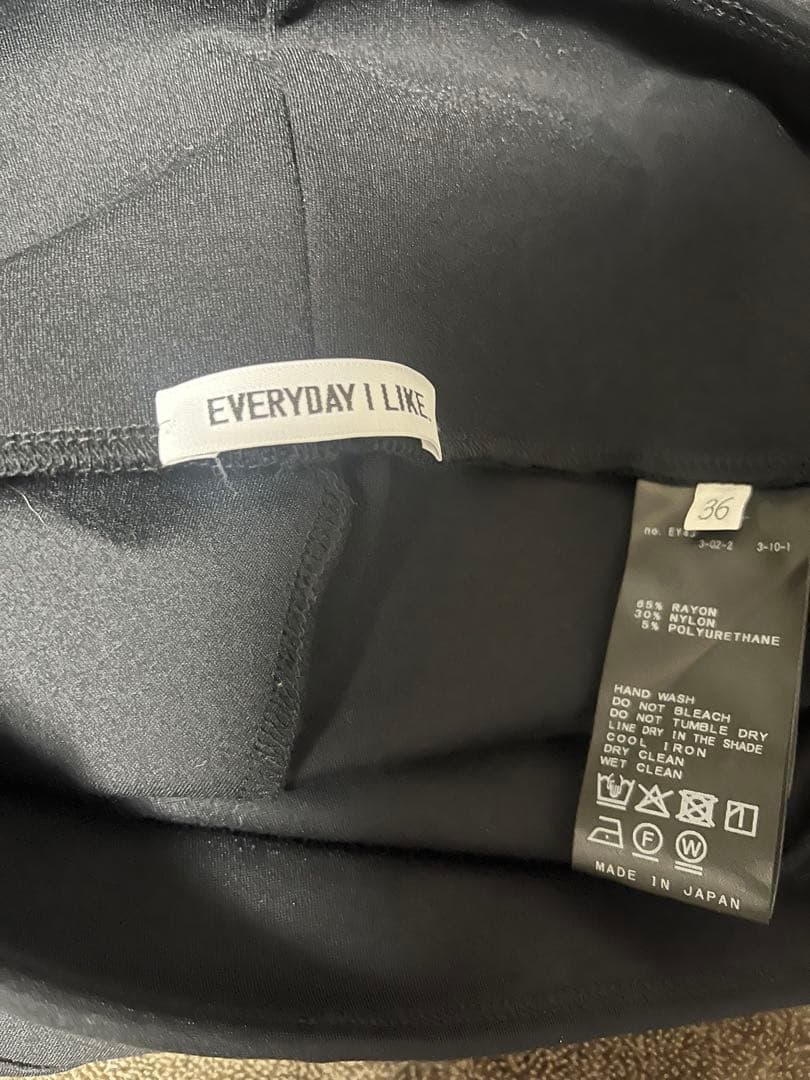 EVERYDAY I LIKE.
36
no. EY
3-02-2 3-10-1
65% RAYON
30% NYLON
5% POLYURETHANE
HAND WASH
DO NOT BLEACH
DO NOT TUMBLE DRY
LINE DRY IN THE SHADE
COOL IRON
DRY CLEAN
WET CLEAN
F W
MADE IN JAPAN